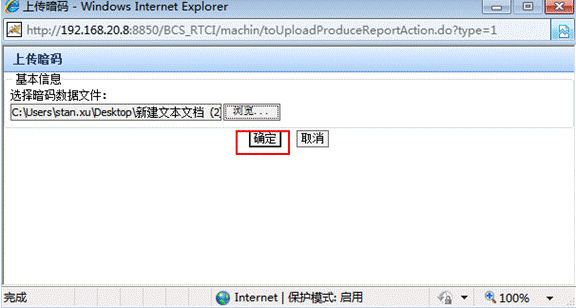 上传暗码 - Windows Internet Explorer
http://192.168.20.8:8850/BCS_RTCI/machin/toUploadProduceReportAction.do?type=1
上传暗码
基本信息
选择暗码数据文件:
C:\Users\stan.xu\Desktop\新建文本文档 (2) 浏览...
确定 取消
完成 Internet | 保护模式: 启用 100%